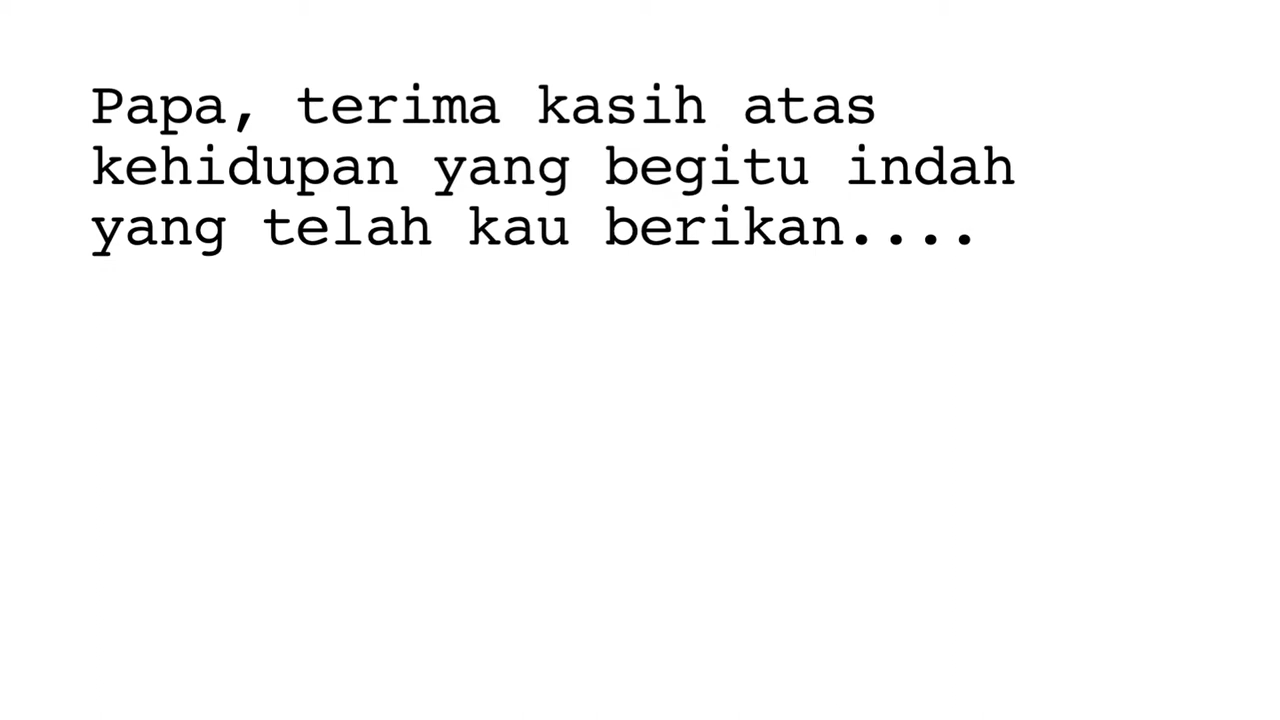 Papa, terima kasih atas
kehidupan yang begitu indah
yang telah kau berikan....